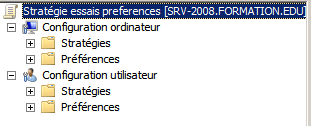 Stratégie essais preferences [SRV-2008.FORMATION.EDU]
Configuration ordinateur
Stratégies
Préférences
Configuration utilisateur
Stratégies
Préférences